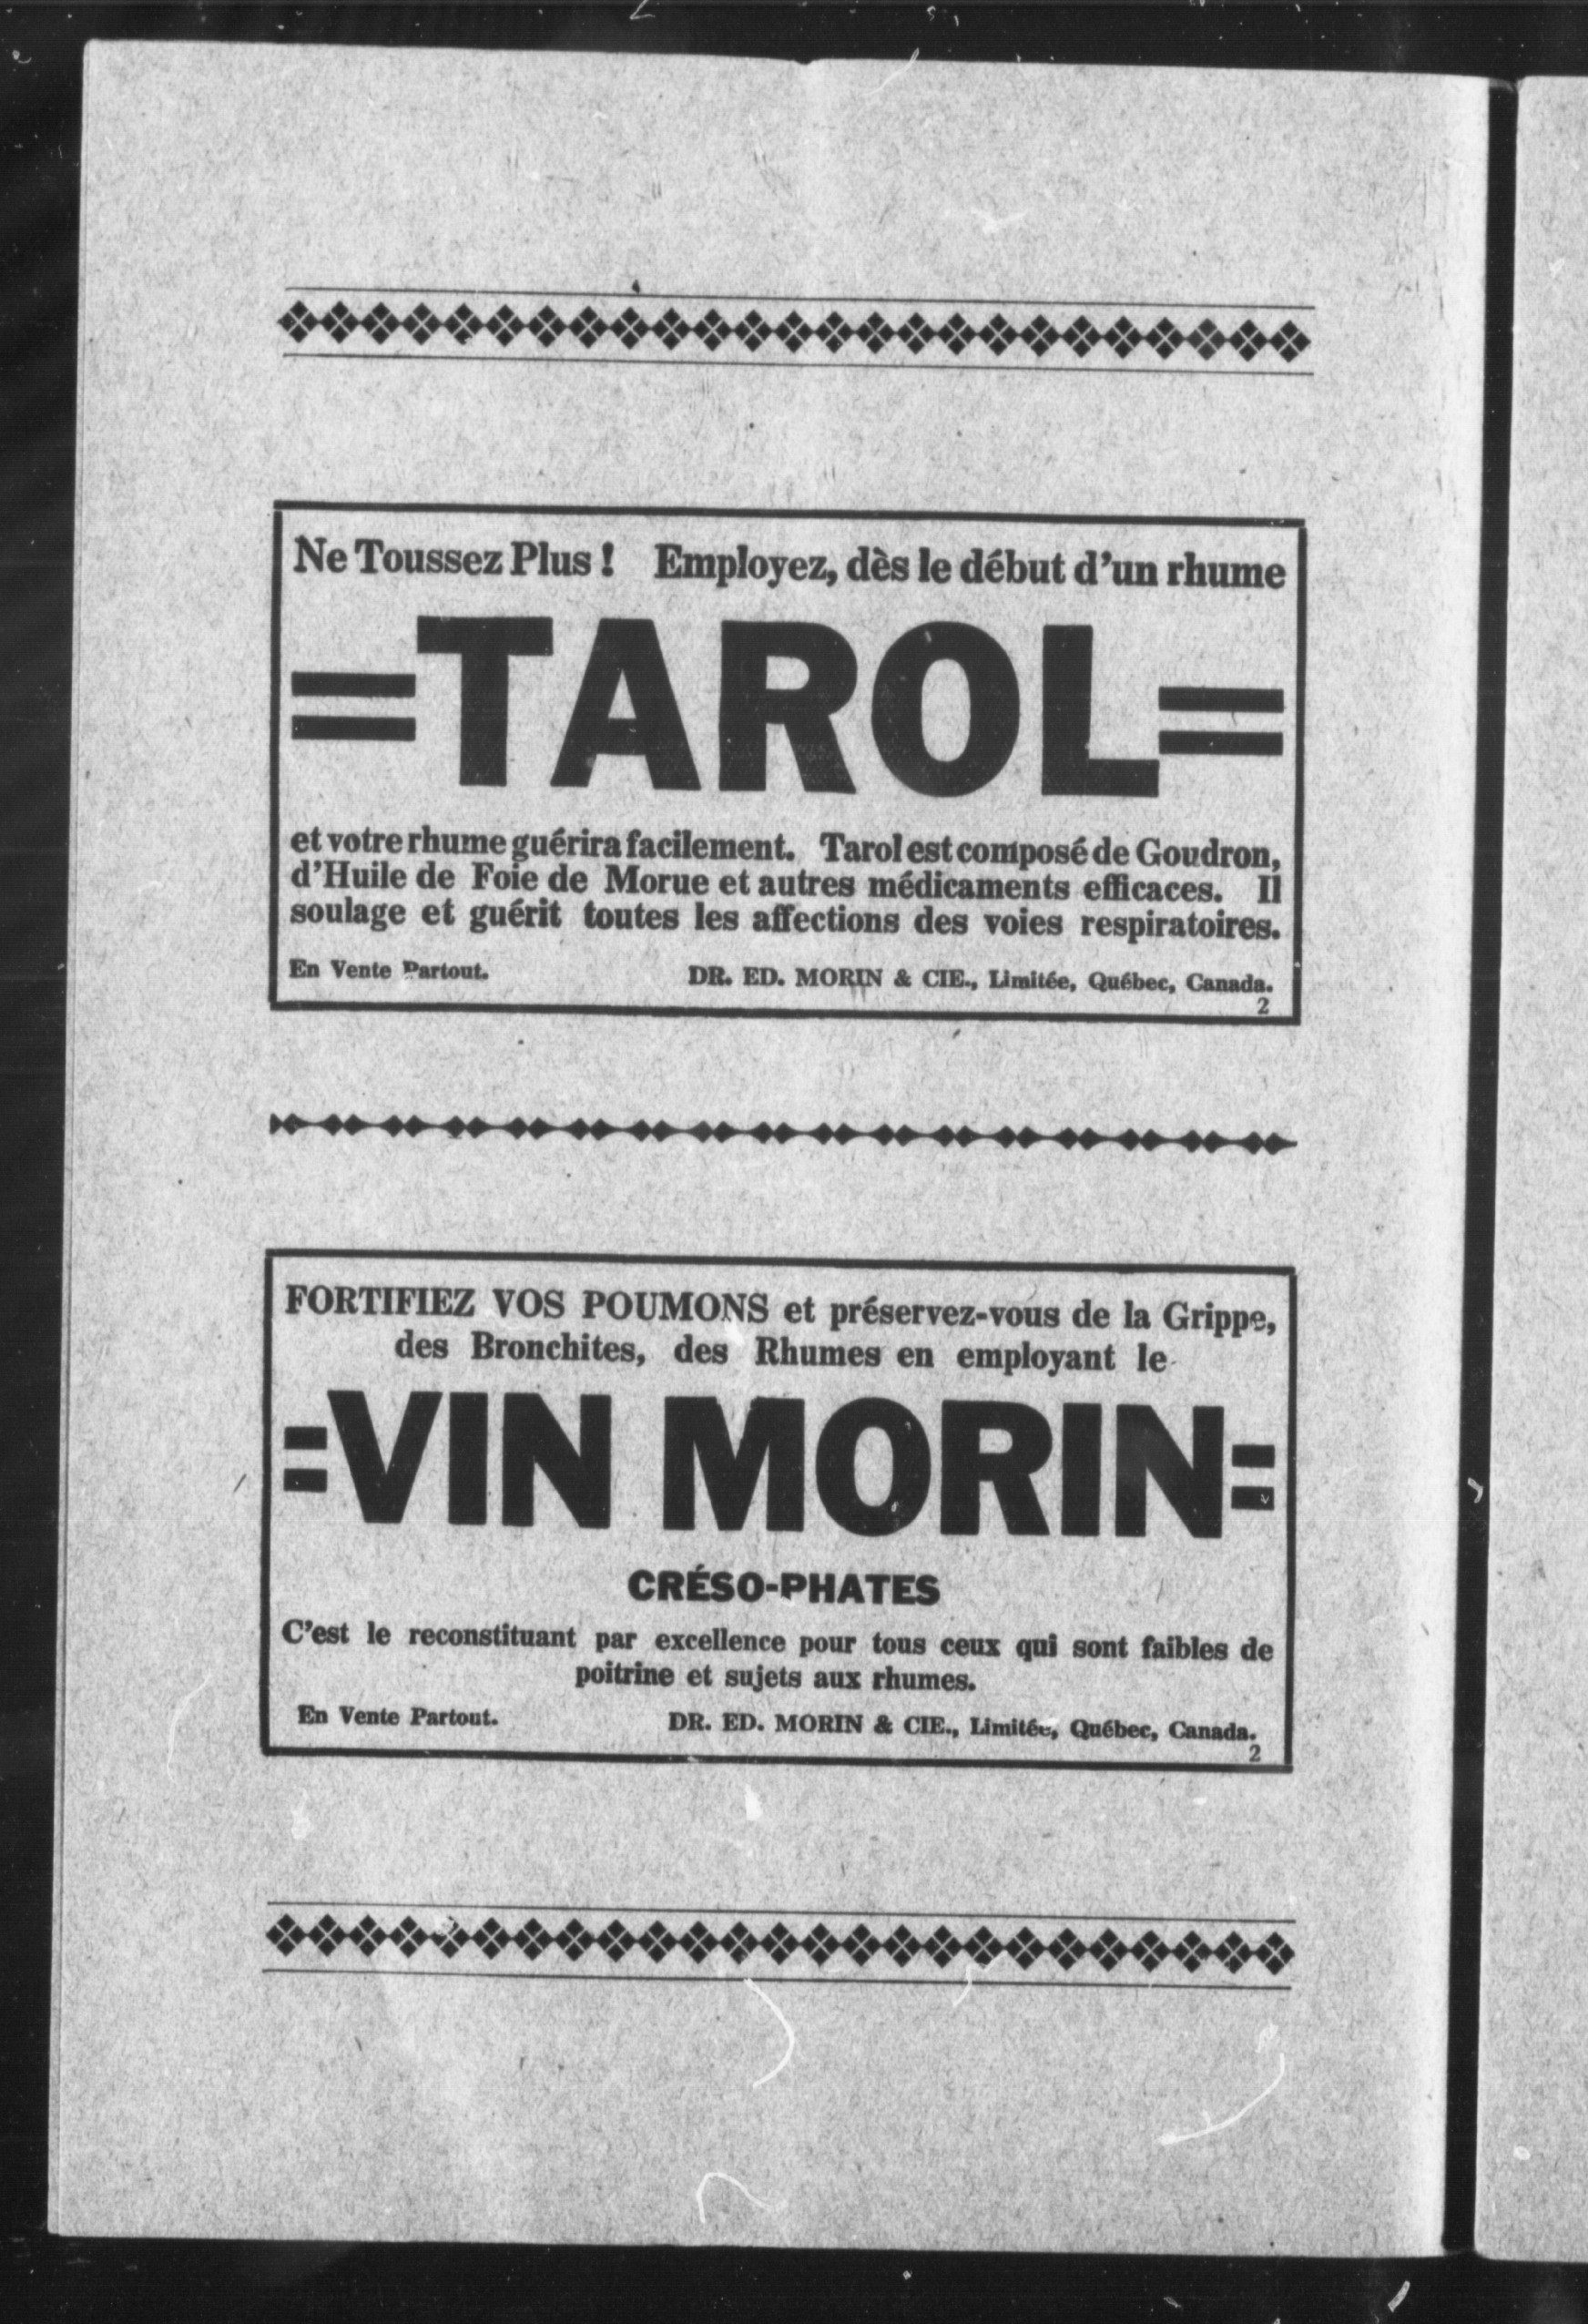 Ne Toussez Plus ! Employez, dès le début d'un rhume
=TAROL=
et votre rhume guérira facilement. Tarol est composé de Goudron,
d'Huile de Foie de Morue et autres médicaments efficaces. Il
soulage et guérit toutes les affections des voies respiratoires.
En Vente Partout. DR. ED. MORIN & CIE., Limitée, Québec, Canada.
2
FORTIFIEZ VOS POUMONS et préservez-vous de la Grippe,
des Bronchites, des Rhumes en employant le
=VIN MORIN=
CRÉSO-PHATES
C'est le reconstituant par excellence pour tous ceux qui sont faibles de
poitrine et sujets aux rhumes.
En Vente Partout. DR. ED. MORIN & CIE., Limitée, Québec, Canada.
2